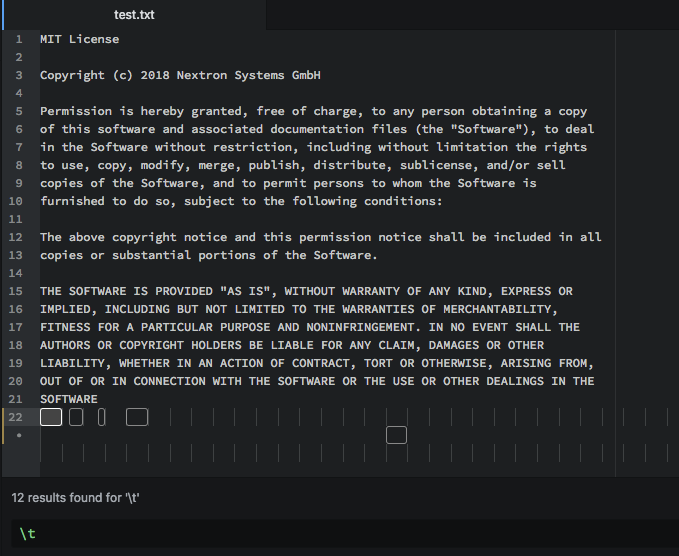 test.txt
1 MIT License
2
3 Copyright (c) 2018 Nextron Systems GmbH
4
5 Permission is hereby granted, free of charge, to any person obtaining a copy
6 of this software and associated documentation files (the "Software"), to deal
7 in the Software without restriction, including without limitation the rights
8 to use, copy, modify, merge, publish, distribute, sublicense, and/or sell
9 copies of the Software, and to permit persons to whom the Software is
10 furnished to do so, subject to the following conditions:
11
12 The above copyright notice and this permission notice shall be included in all
13 copies or substantial portions of the Software.
14
15 THE SOFTWARE IS PROVIDED "AS IS", WITHOUT WARRANTY OF ANY KIND, EXPRESS OR
16 IMPLIED, INCLUDING BUT NOT LIMITED TO THE WARRANTIES OF MERCHANTABILITY,
17 FITNESS FOR A PARTICULAR PURPOSE AND NONINFRINGEMENT. IN NO EVENT SHALL THE
18 AUTHORS OR COPYRIGHT HOLDERS BE LIABLE FOR ANY CLAIM, DAMAGES OR OTHER
19 LIABILITY, WHETHER IN AN ACTION OF CONTRACT, TORT OR OTHERWISE, ARISING FROM,
20 OUT OF OR IN CONNECTION WITH THE SOFTWARE OR THE USE OR OTHER DEALINGS IN THE
21 SOFTWARE
22
•
12 results found for '\t'
\t